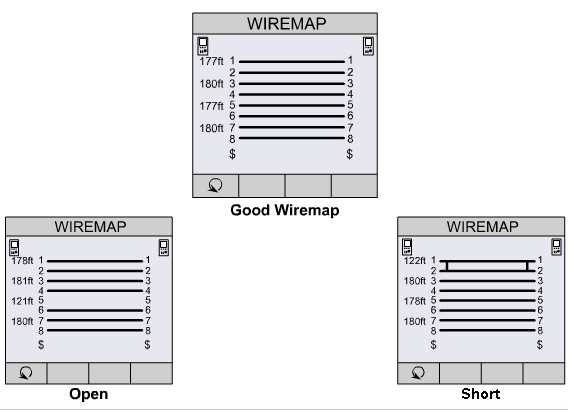 WIREMAP
177ft 1 1
2 2
180ft 3 3
4 4
177ft 5 5
6 6
180ft 7 7
8 8
$ $
Good Wiremap
WIREMAP
178ft 1 1
2 2
181ft 3 3
4 4
121ft 5 5
6 6
180ft 7 7
8 8
$ $
Open
WIREMAP
122ft 1 1
2 2
180ft 3 3
4 4
178ft 5 5
6 6
180ft 7 7
8 8
$ $
Short